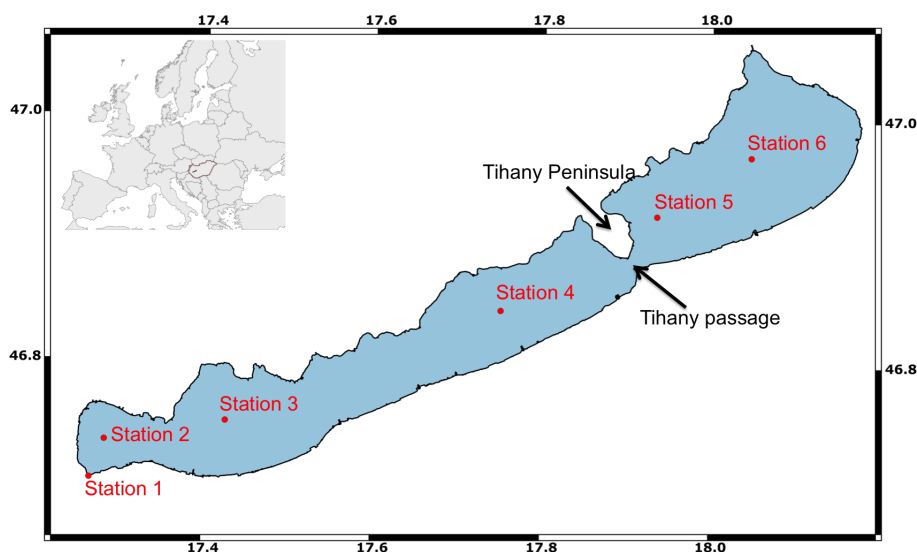 17.4
17.6
17.8
18.0
47.0
47.0
Station 6
Tihany Peninsula
Station 5
Station 4
Tihany passage
46.8
46.8
Station 3
Station 2
Station 1
17.4
17.6
17.8
18.0